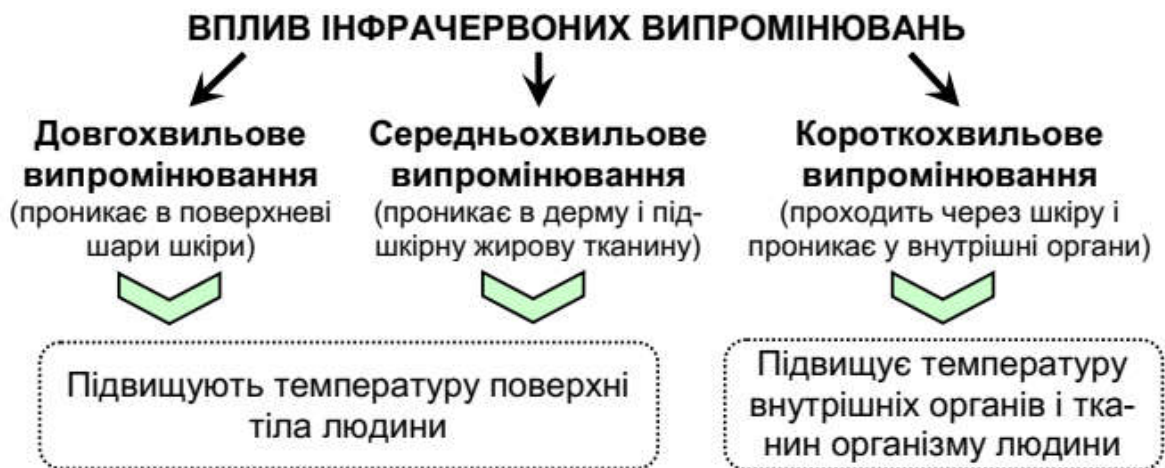 ВПЛИВ ІНФРАЧЕРВОНИХ ВИПРОМІНЮВАНЬ
Довгохвильове
випромінювання
(проникає в поверхневі
шари шкіри)
Середньохвильове
випромінювання
(проникає в дерму і під-
шкірну жирову тканину)
Короткохвильове
випромінювання
(проходить через шкіру і
проникає у внутрішні органи)
Підвищують температуру поверхні
тіла людини
Підвищує температуру
внутрішніх органів і тка-
нин організму людини